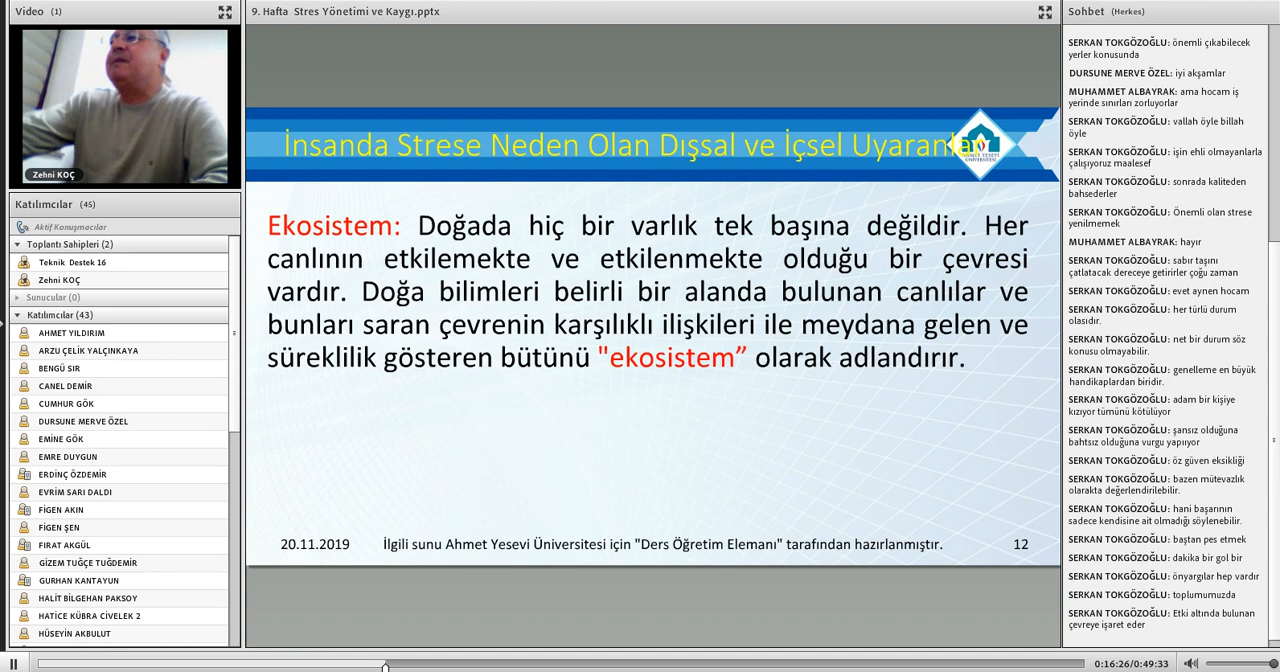 Video (1)
Zehni KOÇ
Katılımcılar (45)
Aktif Konuşmacılar
Toplantı Sahipleri (2)
Teknik Destek 16
Zehni KOÇ
Sunucular (0)
Katılımcılar (43)
AHMET YILDIRIM
ARZU ÇELİK YALÇINKAYA
BENGÜ SIR
CANEL DEMİR
CUMHUR GÖK
DURSUNE MERVE ÖZEL
EMİNE GÖK
EMRE DUYGUN
ERDİNÇ ÖZDEMİR
EVRİM SARI DALDI
FİGEN AKIN
FİGEN ŞEN
FIRAT AKGÜL
GİZEM TUĞÇE TUĞDEMİR
GURHAN KANTAYUN
HALİT BİLGEHAN PAKSOY
HATİCE KÜBRA CİVELEK 2
HÜSEYİN AKBULUT
9. Hafta Stres Yönetimi ve Kaygı.pptx
İnsanda Strese Neden Olan Dışsal ve İçsel Uyaranlar
Ekosistem: Doğada hiç bir varlık tek başına değildir. Her
canlının etkilemekte ve etkilenmekte olduğu bir çevresi
vardır. Doğa bilimleri belirli bir alanda bulunan canlılar ve
bunları saran çevrenin karşılıklı ilişkileri ile meydana gelen ve
süreklilik gösteren bütünü "ekosistem” olarak adlandırır.
20.11.2019 İlgili sunu Ahmet Yesevi Üniversitesi için "Ders Öğretim Elemanı" tarafından hazırlanmıştır. 12
Sohbet (Herkes)
SERKAN TOKGÖZOĞLU: önemli çıkabilecek
yerler konusunda
DURSUNE MERVE ÖZEL: iyi akşamlar
MUHAMMET ALBAYRAK: ama hocam iş
yerinde sınırları zorluyorlar
SERKAN TOKGÖZOĞLU: vallah öyle billah
öyle
SERKAN TOKGÖZOĞLU: işin ehli olmayanlarla
çalışıyoruz maalesef
SERKAN TOKGÖZOĞLU: sonrada kaliteden
bahsederler
SERKAN TOKGÖZOĞLU: Önemli olan strese
yenilmemek
MUHAMMET ALBAYRAK: hayır
SERKAN TOKGÖZOĞLU: sabır taşını
çatlatacak dereceye getirirler çoğu zaman
SERKAN TOKGÖZOĞLU: evet aynen hocam
SERKAN TOKGÖZOĞLU: her türlü durum
olasıdır.
SERKAN TOKGÖZOĞLU: net bir durum söz
konusu olmayabilir.
SERKAN TOKGÖZOĞLU: genelleme en büyük
handikaplardan biridir.
SERKAN TOKGÖZOĞLU: adam bir kişiye
kızıyor tümünü kötülüyor
SERKAN TOKGÖZOĞLU: şansız olduğuna
bahtsız olduğuna vurgu yapııyor
SERKAN TOKGÖZOĞLU: öz güven eksikliği
SERKAN TOKGÖZOĞLU: bazen mütevazlık
olarakta değerlendirilebilir.
SERKAN TOKGÖZOĞLU: hani başarının
sadece kendisine ait olmadığı söylenebilir.
SERKAN TOKGÖZOĞLU: baştan pes etmek
SERKAN TOKGÖZOĞLU: dakika bir gol bir
SERKAN TOKGÖZOĞLU: önyargılar hep vardır
SERKAN TOKGÖZOĞLU: toplumumuzda
SERKAN TOKGÖZOĞLU: Etki altında bulunan
çevreye işaret eder
0:16:26/0:49:33